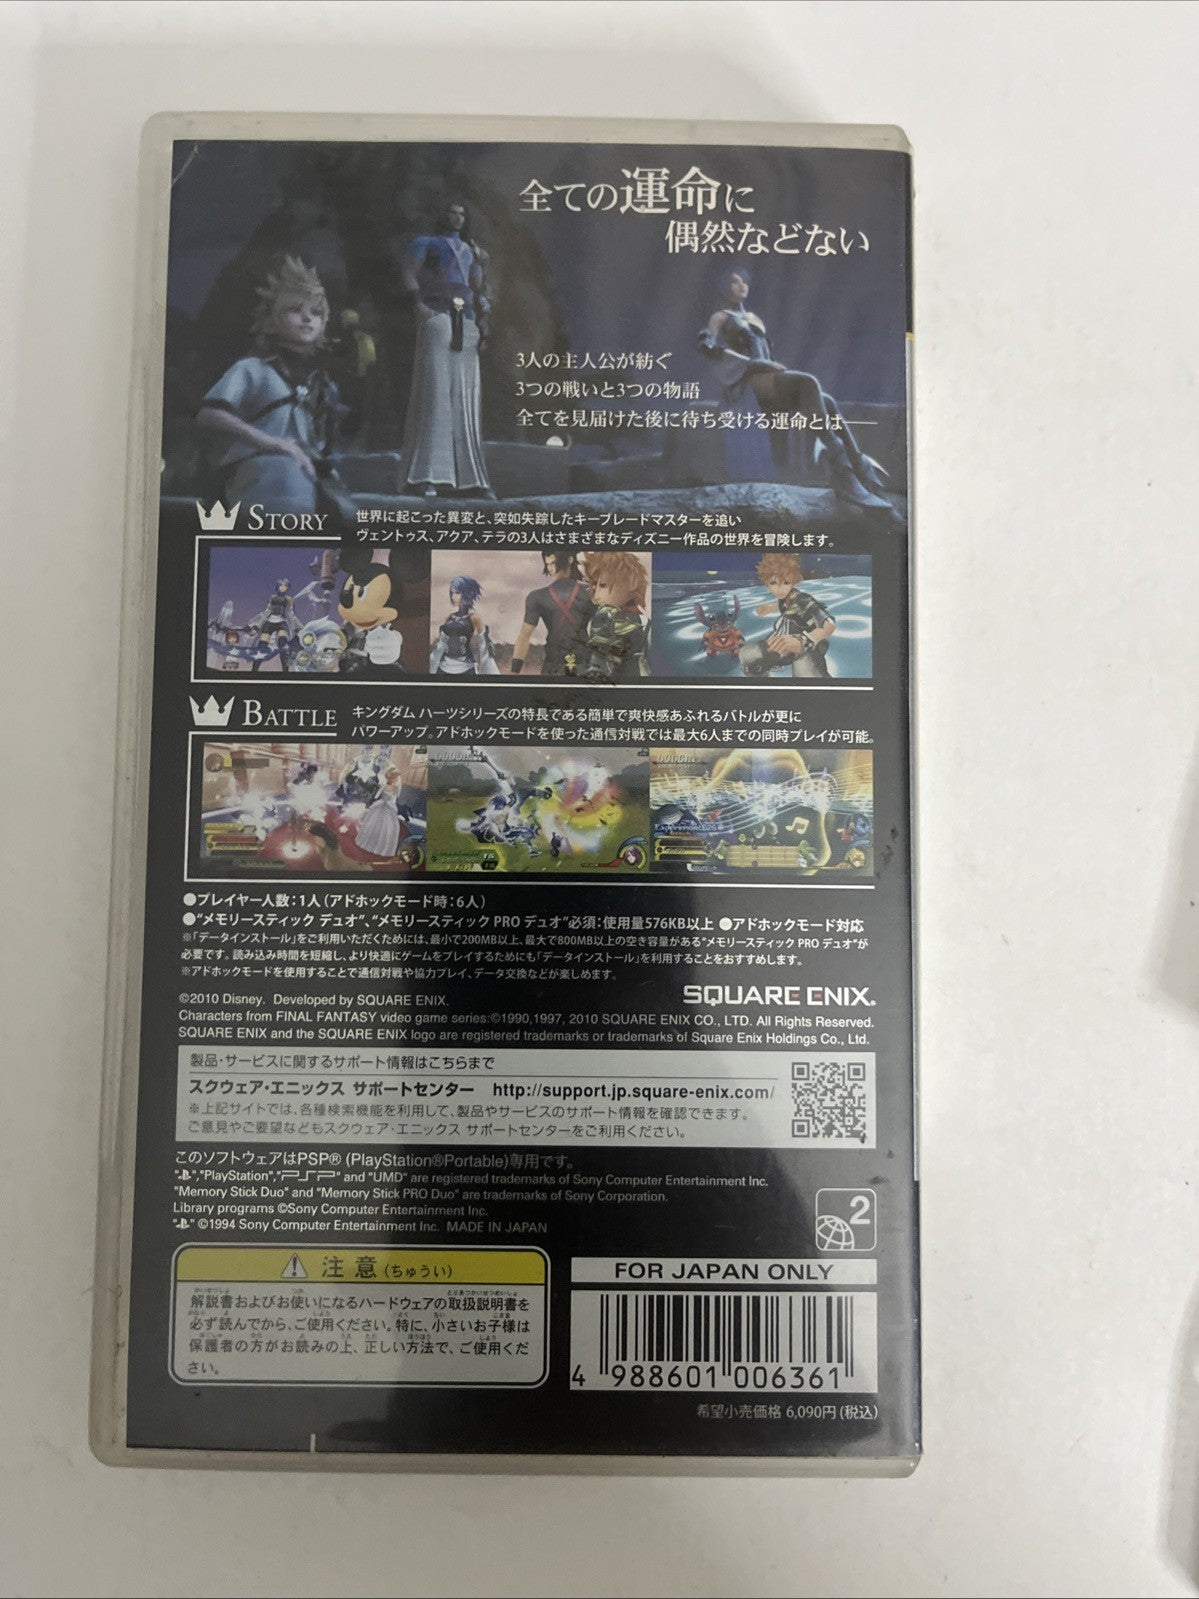 全ての運命に
偶然などない
3人の主人公が紡ぐ
3つの戦いと3つの物語
全てを見届けた後に待ち受ける運命とは――
STORY
世界に起こった異変と、突如失踪したキーブレードマスターを追い
ヴェントゥス、アクア、テラの3人はさまざまなディズニー作品の世界を冒険します。
BATTLE
キングダム ハーツシリーズの特長である簡単で爽快感あふれるバトルが更に
パワーアップ。アドホックモードを使った通信対戦では最大6人までの同時プレイが可能。
●プレイヤー人数：1人（アドホックモード時：6人）
●“メモリースティック デュオ”、“メモリースティック PRO デュオ”必須：使用量576KB以上 ●アドホックモード対応
※「データインストール」をご利用いただくためには、最小で200MB以上、最大で800MB以上の空き容量がある“メモリースティック PRO デュオ”が
必要です。読み込み時間を短縮し、より快適にゲームをプレイするためにも「データインストール」を利用することをおすすめします。
※アドホックモードを使用することで通信対戦や協力プレイ、データ交換などが楽しめます。
SQUARE ENIX.
©2010 Disney. Developed by SQUARE ENIX.
Characters from FINAL FANTASY video game series:©1990,1997, 2010 SQUARE ENIX CO., LTD. All Rights Reserved.
SQUARE ENIX and the SQUARE ENIX logo are registered trademarks or trademarks of Square Enix Holdings Co., Ltd.
製品・サービスに関するサポート情報はこちらまで
スクウェア・エニックス サポートセンター http://support.jp.square-enix.com/
※上記サイトでは、各種検索機能を利用して、製品やサービスのサポート情報を確認できます。
ご意見やご要望などもスクウェア・エニックス サポートセンターをご利用ください。
このソフトウェアはPSP® (PlayStation®Portable)専用です。
"PlayStation","PSP" and "UMD" are registered trademarks of Sony Computer Entertainment Inc.
"Memory Stick Duo" and "Memory Stick PRO Duo" are trademarks of Sony Corporation.
Library programs ©Sony Computer Entertainment Inc.
©1994 Sony Computer Entertainment Inc. MADE IN JAPAN
2
注意(ちゅうい)
解説書およびお使いになるハードウェアの取扱説明書を
必ず読んでから、ご使用ください。特に、小さいお子様は
保護者の方がお読みの上、正しい方法で、ご使用くだ
さい。
FOR JAPAN ONLY
4 988601 006361
希望小売価格 6,090円（税込）